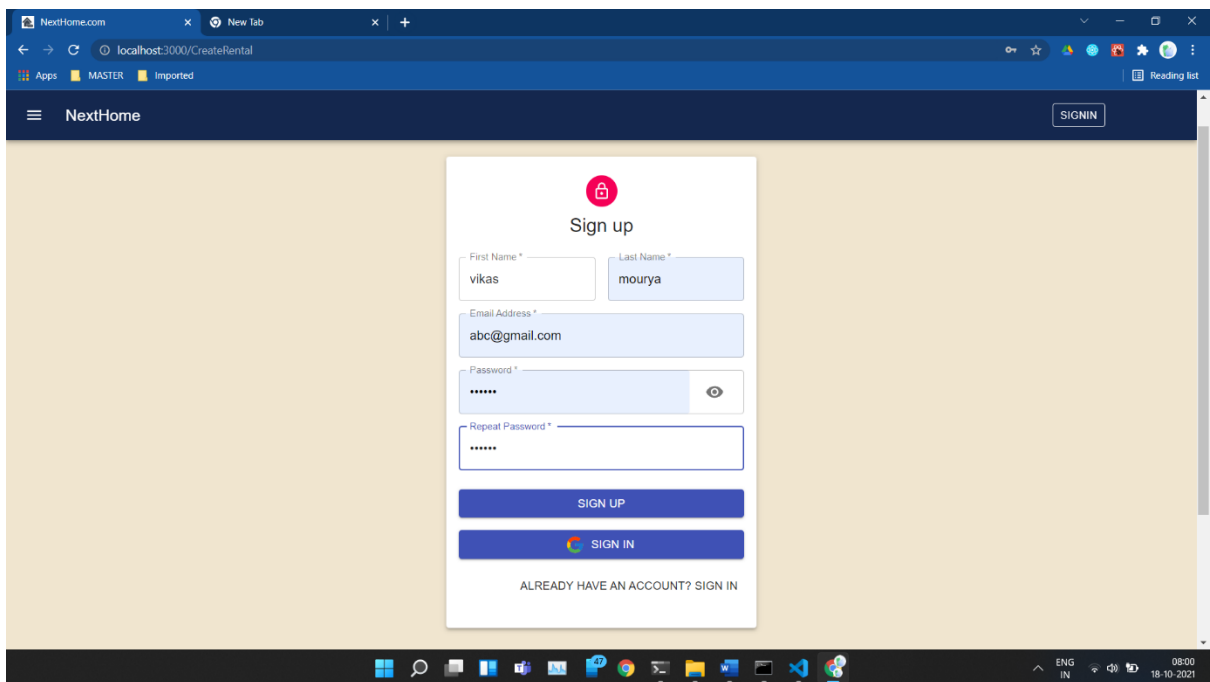 NextHome.com New Tab
localhost:3000/CreateRental
Apps MASTER Imported Reading list
NextHome SIGNIN
Sign up
First Name * Last Name *
vikas mourya
Email Address *
abc@gmail.com
Password *
••••••
Repeat Password *
••••••
SIGN UP
SIGN IN
ALREADY HAVE AN ACCOUNT? SIGN IN
47
ENG 08:00
IN 18-10-2021